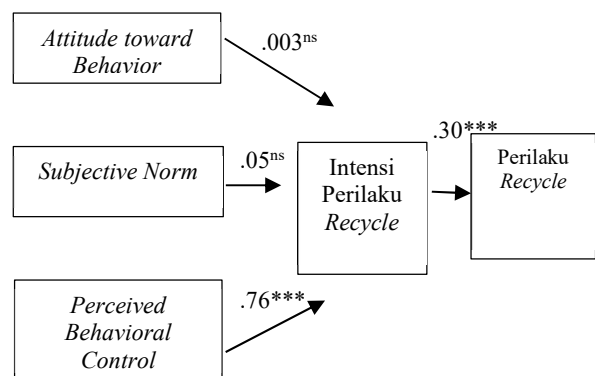 Attitude toward
Behavior
.003ns
Subjective Norm
.05ns
Intensi
Perilaku
Recycle
.30***
Perilaku
Recycle
.76***
Perceived
Behavioral
Control